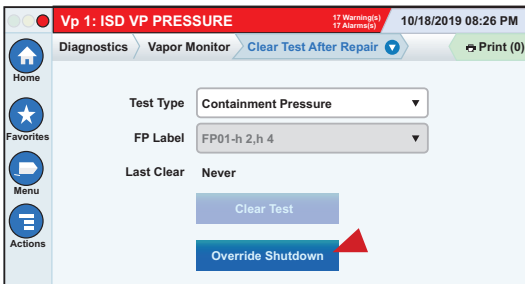 Vp 1: ISD VP PRESSURE 17 Warning(s) 17 Alarms(s) 10/18/2019 08:26 PM
Diagnostics Vapor Monitor Clear Test After Repair Print (0)
Home
Favorites
Menu
Actions
Test Type Containment Pressure
FP Label FP01-h 2,h 4
Last Clear Never
Clear Test
Override Shutdown